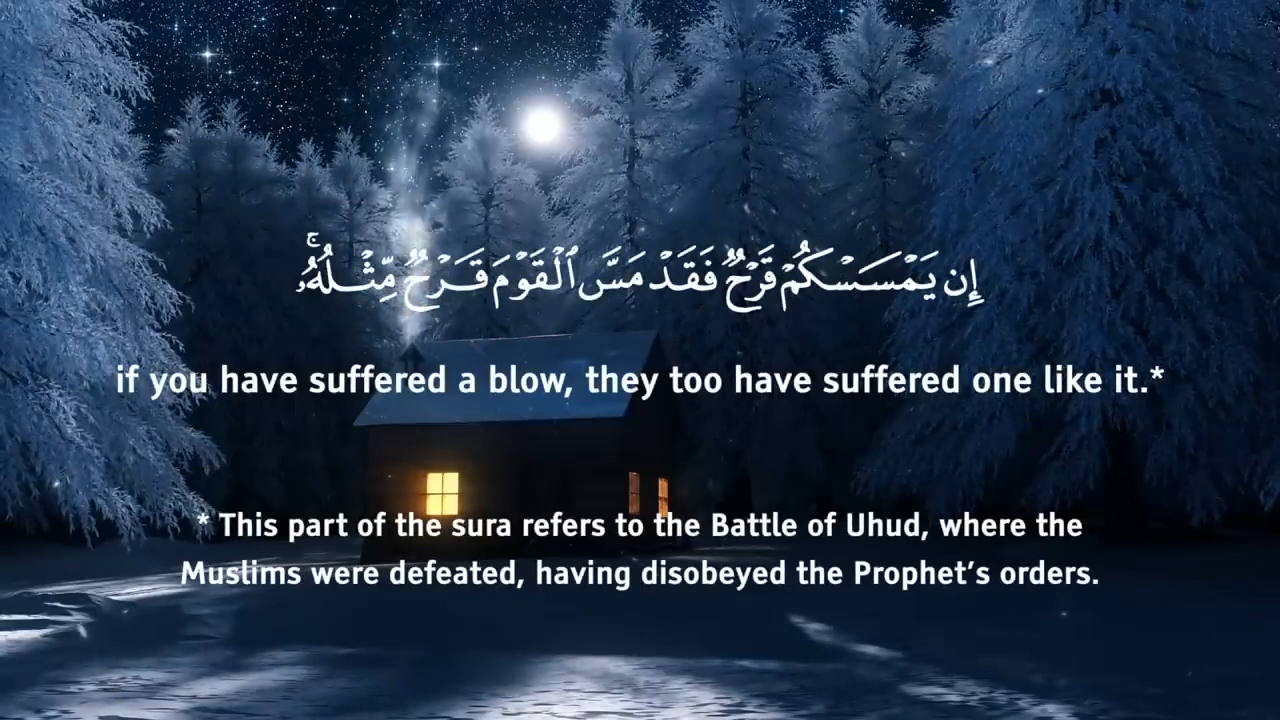 إِن يَمْسَسْكُمْ قَرْحٌ فَقَدْ مَسَّ ٱلْقَوْمَ قَرْحٌ مِّثْلُهُۥ ۚ
if you have suffered a blow, they too have suffered one like it.*
* This part of the sura refers to the Battle of Uhud, where the
Muslims were defeated, having disobeyed the Prophet’s orders.